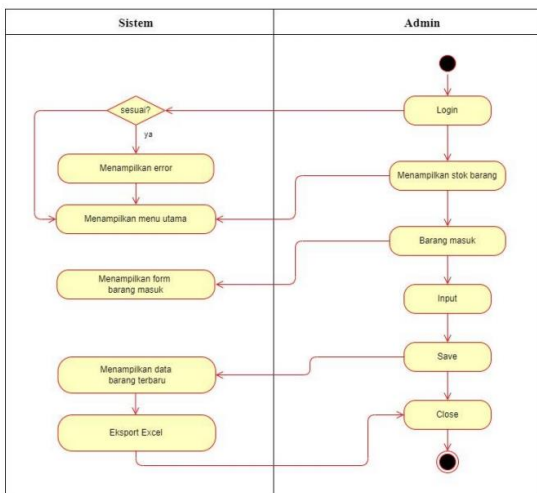 Sistem
Admin
sesuai?
Login
ya
Menampilkan error
Menampilkan stok barang
Menampilkan menu utama
Barang masuk
Menampilkan form
barang masuk
Input
Save
Menampilkan data
barang terbaru
Close
Eksport Excel